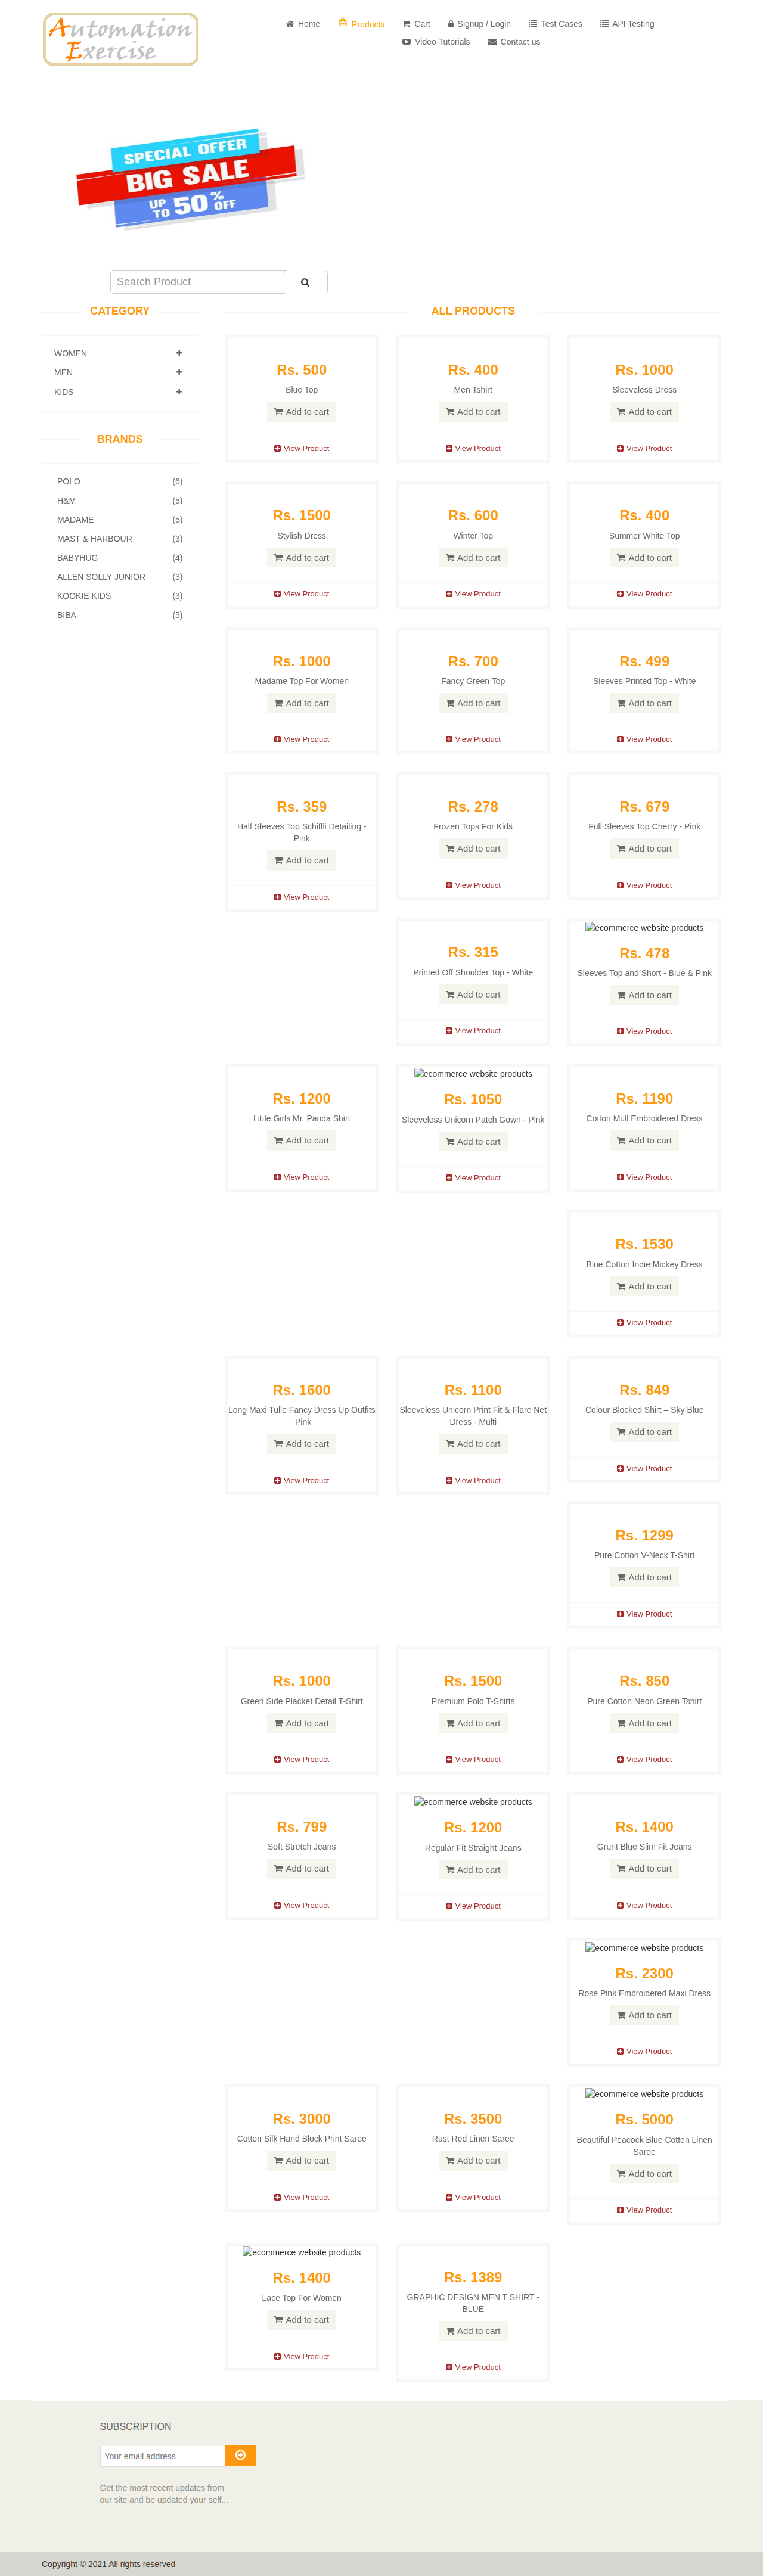 Automation
Exercise
Home
Products
Cart
Signup / Login
Test Cases
API Testing
Video Tutorials
Contact us
SPECIAL OFFER
BIG SALE
UP TO 50% OFF
Search Product
CATEGORY
WOMEN
MEN
KIDS
BRANDS
POLO (6)
H&M (5)
MADAME (5)
MAST & HARBOUR (3)
BABYHUG (4)
ALLEN SOLLY JUNIOR (3)
KOOKIE KIDS (3)
BIBA (5)
ALL PRODUCTS
Rs. 500
Blue Top
Add to cart
View Product
Rs. 400
Men Tshirt
Add to cart
View Product
Rs. 1000
Sleeveless Dress
Add to cart
View Product
Rs. 1500
Stylish Dress
Add to cart
View Product
Rs. 600
Winter Top
Add to cart
View Product
Rs. 400
Summer White Top
Add to cart
View Product
Rs. 1000
Madame Top For Women
Add to cart
View Product
Rs. 700
Fancy Green Top
Add to cart
View Product
Rs. 499
Sleeves Printed Top - White
Add to cart
View Product
Rs. 359
Half Sleeves Top Schiffli Detailing -
Pink
Add to cart
View Product
Rs. 278
Frozen Tops For Kids
Add to cart
View Product
Rs. 679
Full Sleeves Top Cherry - Pink
Add to cart
View Product
Rs. 315
Printed Off Shoulder Top - White
Add to cart
View Product
ecommerce website products
Rs. 478
Sleeves Top and Short - Blue & Pink
Add to cart
View Product
Rs. 1200
Little Girls Mr. Panda Shirt
Add to cart
View Product
ecommerce website products
Rs. 1050
Sleeveless Unicorn Patch Gown - Pink
Add to cart
View Product
Rs. 1190
Cotton Mull Embroidered Dress
Add to cart
View Product
Rs. 1530
Blue Cotton Indie Mickey Dress
Add to cart
View Product
Rs. 1600
Long Maxi Tulle Fancy Dress Up Outfits
-Pink
Add to cart
View Product
Rs. 1100
Sleeveless Unicorn Print Fit & Flare Net
Dress - Multi
Add to cart
View Product
Rs. 849
Colour Blocked Shirt – Sky Blue
Add to cart
View Product
Rs. 1299
Pure Cotton V-Neck T-Shirt
Add to cart
View Product
Rs. 1000
Green Side Placket Detail T-Shirt
Add to cart
View Product
Rs. 1500
Premium Polo T-Shirts
Add to cart
View Product
Rs. 850
Pure Cotton Neon Green Tshirt
Add to cart
View Product
Rs. 799
Soft Stretch Jeans
Add to cart
View Product
ecommerce website products
Rs. 1200
Regular Fit Straight Jeans
Add to cart
View Product
Rs. 1400
Grunt Blue Slim Fit Jeans
Add to cart
View Product
ecommerce website products
Rs. 2300
Rose Pink Embroidered Maxi Dress
Add to cart
View Product
Rs. 3000
Cotton Silk Hand Block Print Saree
Add to cart
View Product
Rs. 3500
Rust Red Linen Saree
Add to cart
View Product
ecommerce website products
Rs. 5000
Beautiful Peacock Blue Cotton Linen
Saree
Add to cart
View Product
ecommerce website products
Rs. 1400
Lace Top For Women
Add to cart
View Product
Rs. 1389
GRAPHIC DESIGN MEN T SHIRT -
BLUE
Add to cart
View Product
SUBSCRIPTION
Your email address
Get the most recent updates from
our site and be updated your self...
Copyright © 2021 All rights reserved